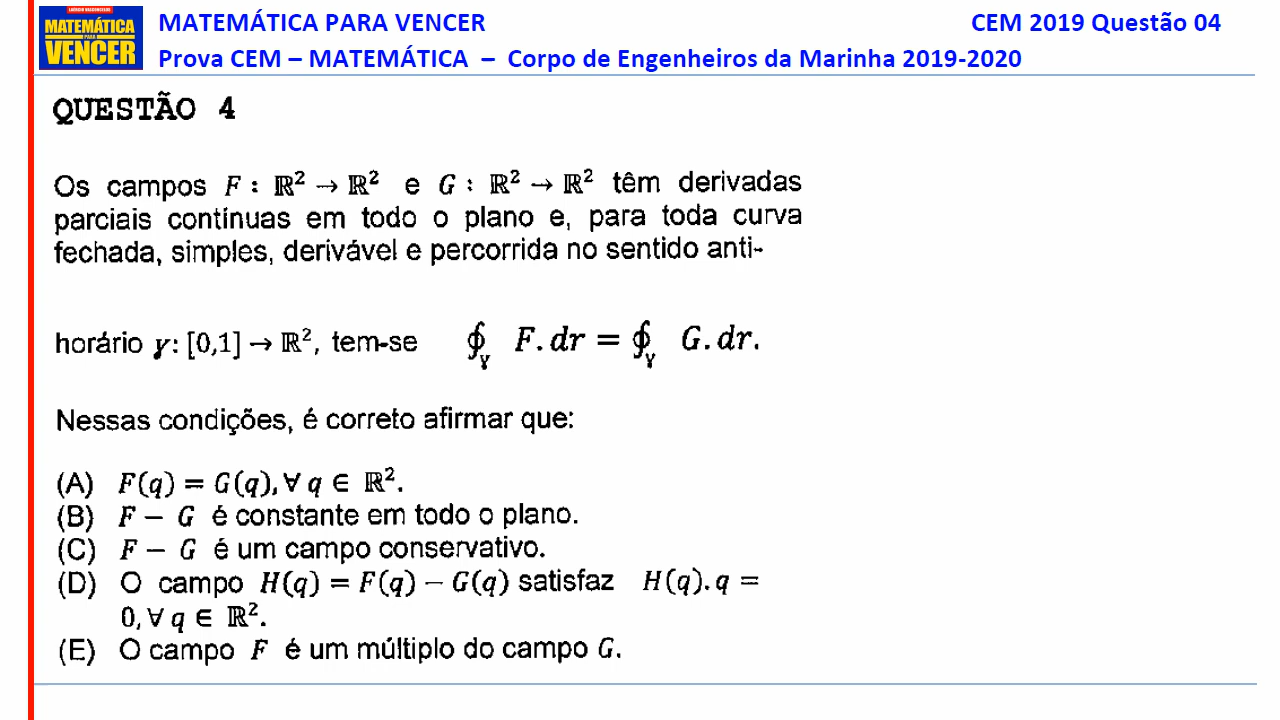 LAÉRCIO VASCONCELOS
MATEMÁTICA
PARA
VENCER
MATEMÁTICA PARA VENCER
CEM 2019 Questão 04
Prova CEM – MATEMÁTICA – Corpo de Engenheiros da Marinha 2019-2020
QUESTÃO 4
Os campos F : ℝ² → ℝ² e G : ℝ² → ℝ² têm derivadas
parciais contínuas em todo o plano e, para toda curva
fechada, simples, derivável e percorrida no sentido anti-
horário γ: [0,1] → ℝ², tem-se ∮γ F. dr = ∮γ G. dr.
Nessas condições, é correto afirmar que:
(A) F(q) = G(q), ∀ q ∈ ℝ².
(B) F − G é constante em todo o plano.
(C) F − G é um campo conservativo.
(D) O campo H(q) = F(q) − G(q) satisfaz H(q). q =
0, ∀ q ∈ ℝ².
(E) O campo F é um múltiplo do campo G.